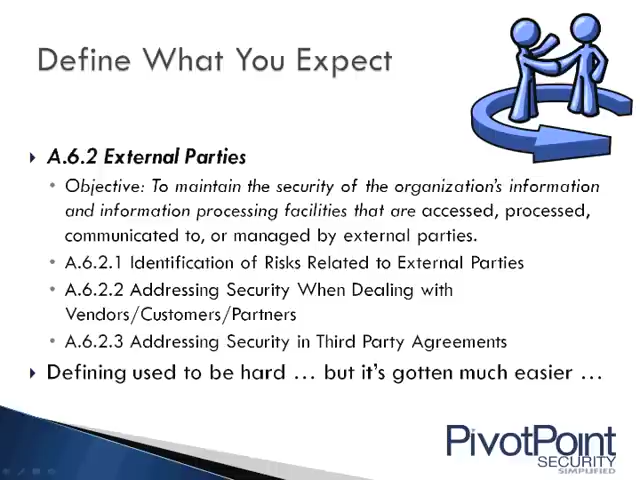 Define What You Expect
A.6.2 External Parties
Objective: To maintain the security of the organization's information
and information processing facilities that are accessed, processed,
communicated to, or managed by external parties.
A.6.2.1 Identification of Risks Related to External Parties
A.6.2.2 Addressing Security When Dealing with
Vendors/Customers/Partners
A.6.2.3 Addressing Security in Third Party Agreements
Defining used to be hard … but it's gotten much easier …
PivotPoint
SECURITY
SIMPLIFIED